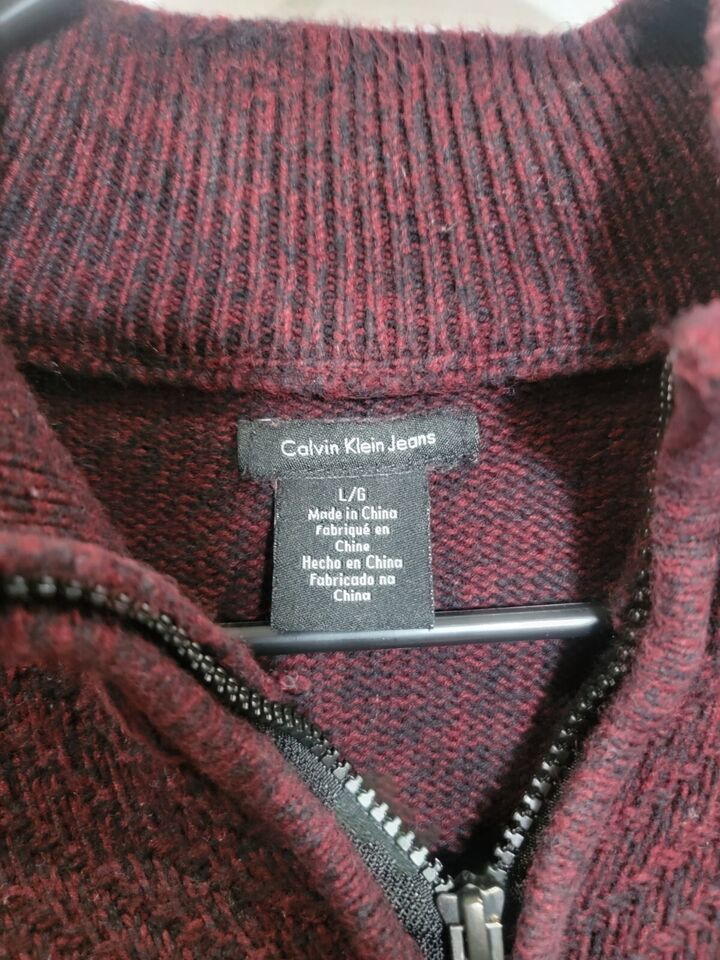 Calvin Klein Jeans
L/G
Made in China
Fabriqué en
Chine
Hecho en China
Fabricado na
China